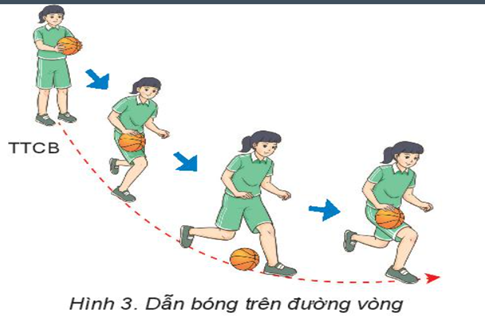 TTCB
Hình 3. Dẫn bóng trên đường vòng